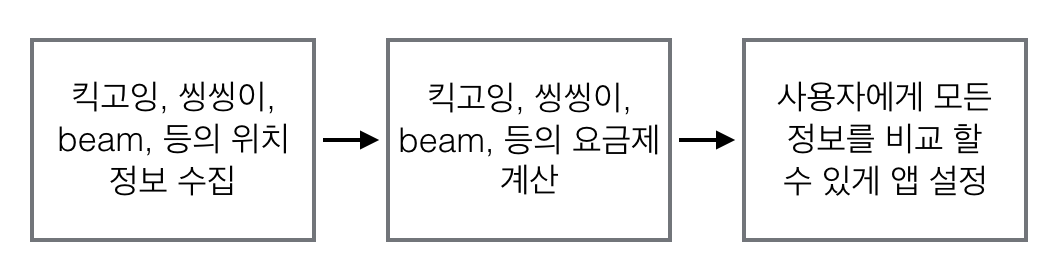 킥고잉, 씽씽이,
beam, 등의 위치
정보 수집
킥고잉, 씽씽이,
beam, 등의 요금제
계산
사용자에게 모든
정보를 비교 할
수 있게 앱 설정